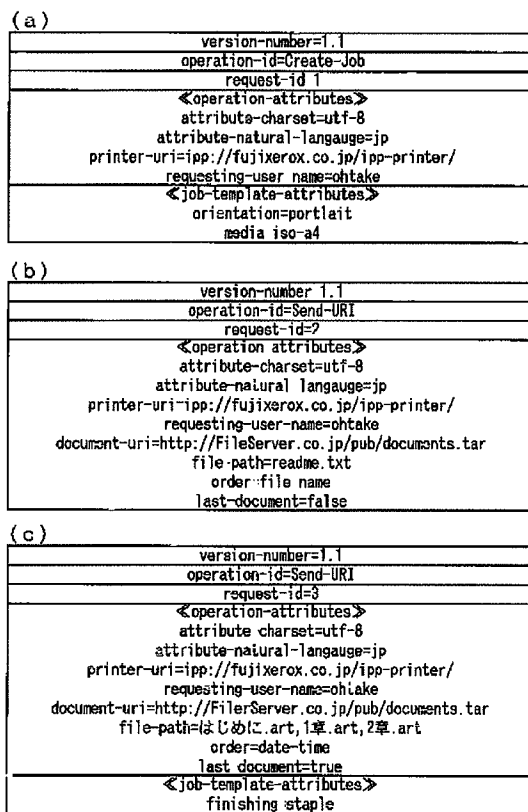 (a)
version-number=1.1
operation-id=Create-Job
request-id 1
≪operation-attributes≫
attribute-charset=utf-8
attribute-natural-langauge=jp
printer-uri=ipp://fujixerox.co.jp/ipp-printer/
requesting-user name=ohtake
≪job-template-attributes≫
orientation=portlait
media iso-a4
(b)
version-number 1.1
operation-id=Send-URI
request-id=2
≪operation attributes≫
attribute-charset=utf-8
attribute-natural langauge=jp
printer-uri=ipp://fujixerox.co.jp/ipp-printer/
requesting-user-name=ohtake
document-uri=http://FileServer.co.jp/pub/documents.tar
file-path=readme.txt
order=file name
last-document=false
(c)
version-number=1.1
operation-id=Send-URI
request-id=3
≪operation-attributes≫
attribute charset=utf-8
attribute-natural-langauge=jp
printer-uri=ipp://fujixerox.co.jp/ipp-printer/
requesting-user-name=ohtake
document-uri=http://FilerServer.co.jp/pub/documents.tar
file-path=はじめに.art,1章.art,2章.art
order=date-time
last document=true
≪job-template-attributes≫
finishing staple